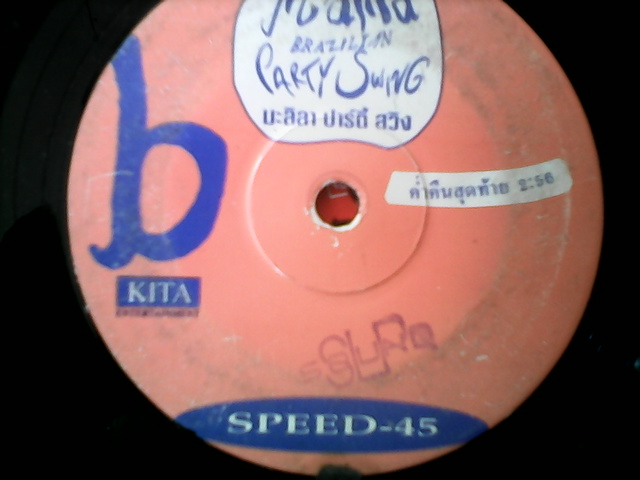 BRAZILIAN
PARTY SWING
มะลิลา ปาร์ตี้ สวิง
b
ค่ำคืนสุดท้าย 2:56
KITA
ENTERTAINMENT
SPEED-45